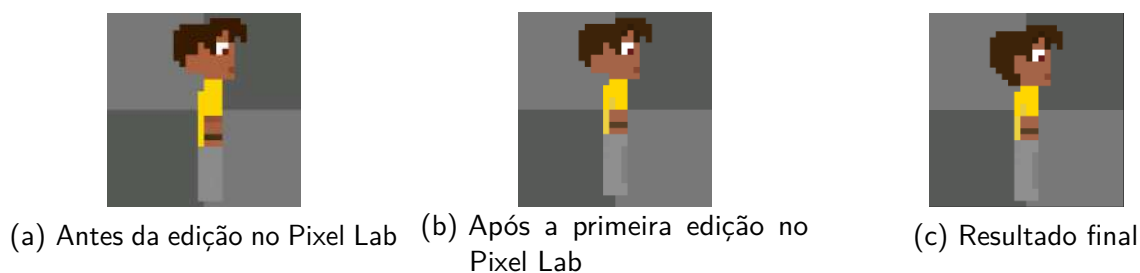 (a) Antes da edição no Pixel Lab
(b) Após a primeira edição no
Pixel Lab
(c) Resultado final